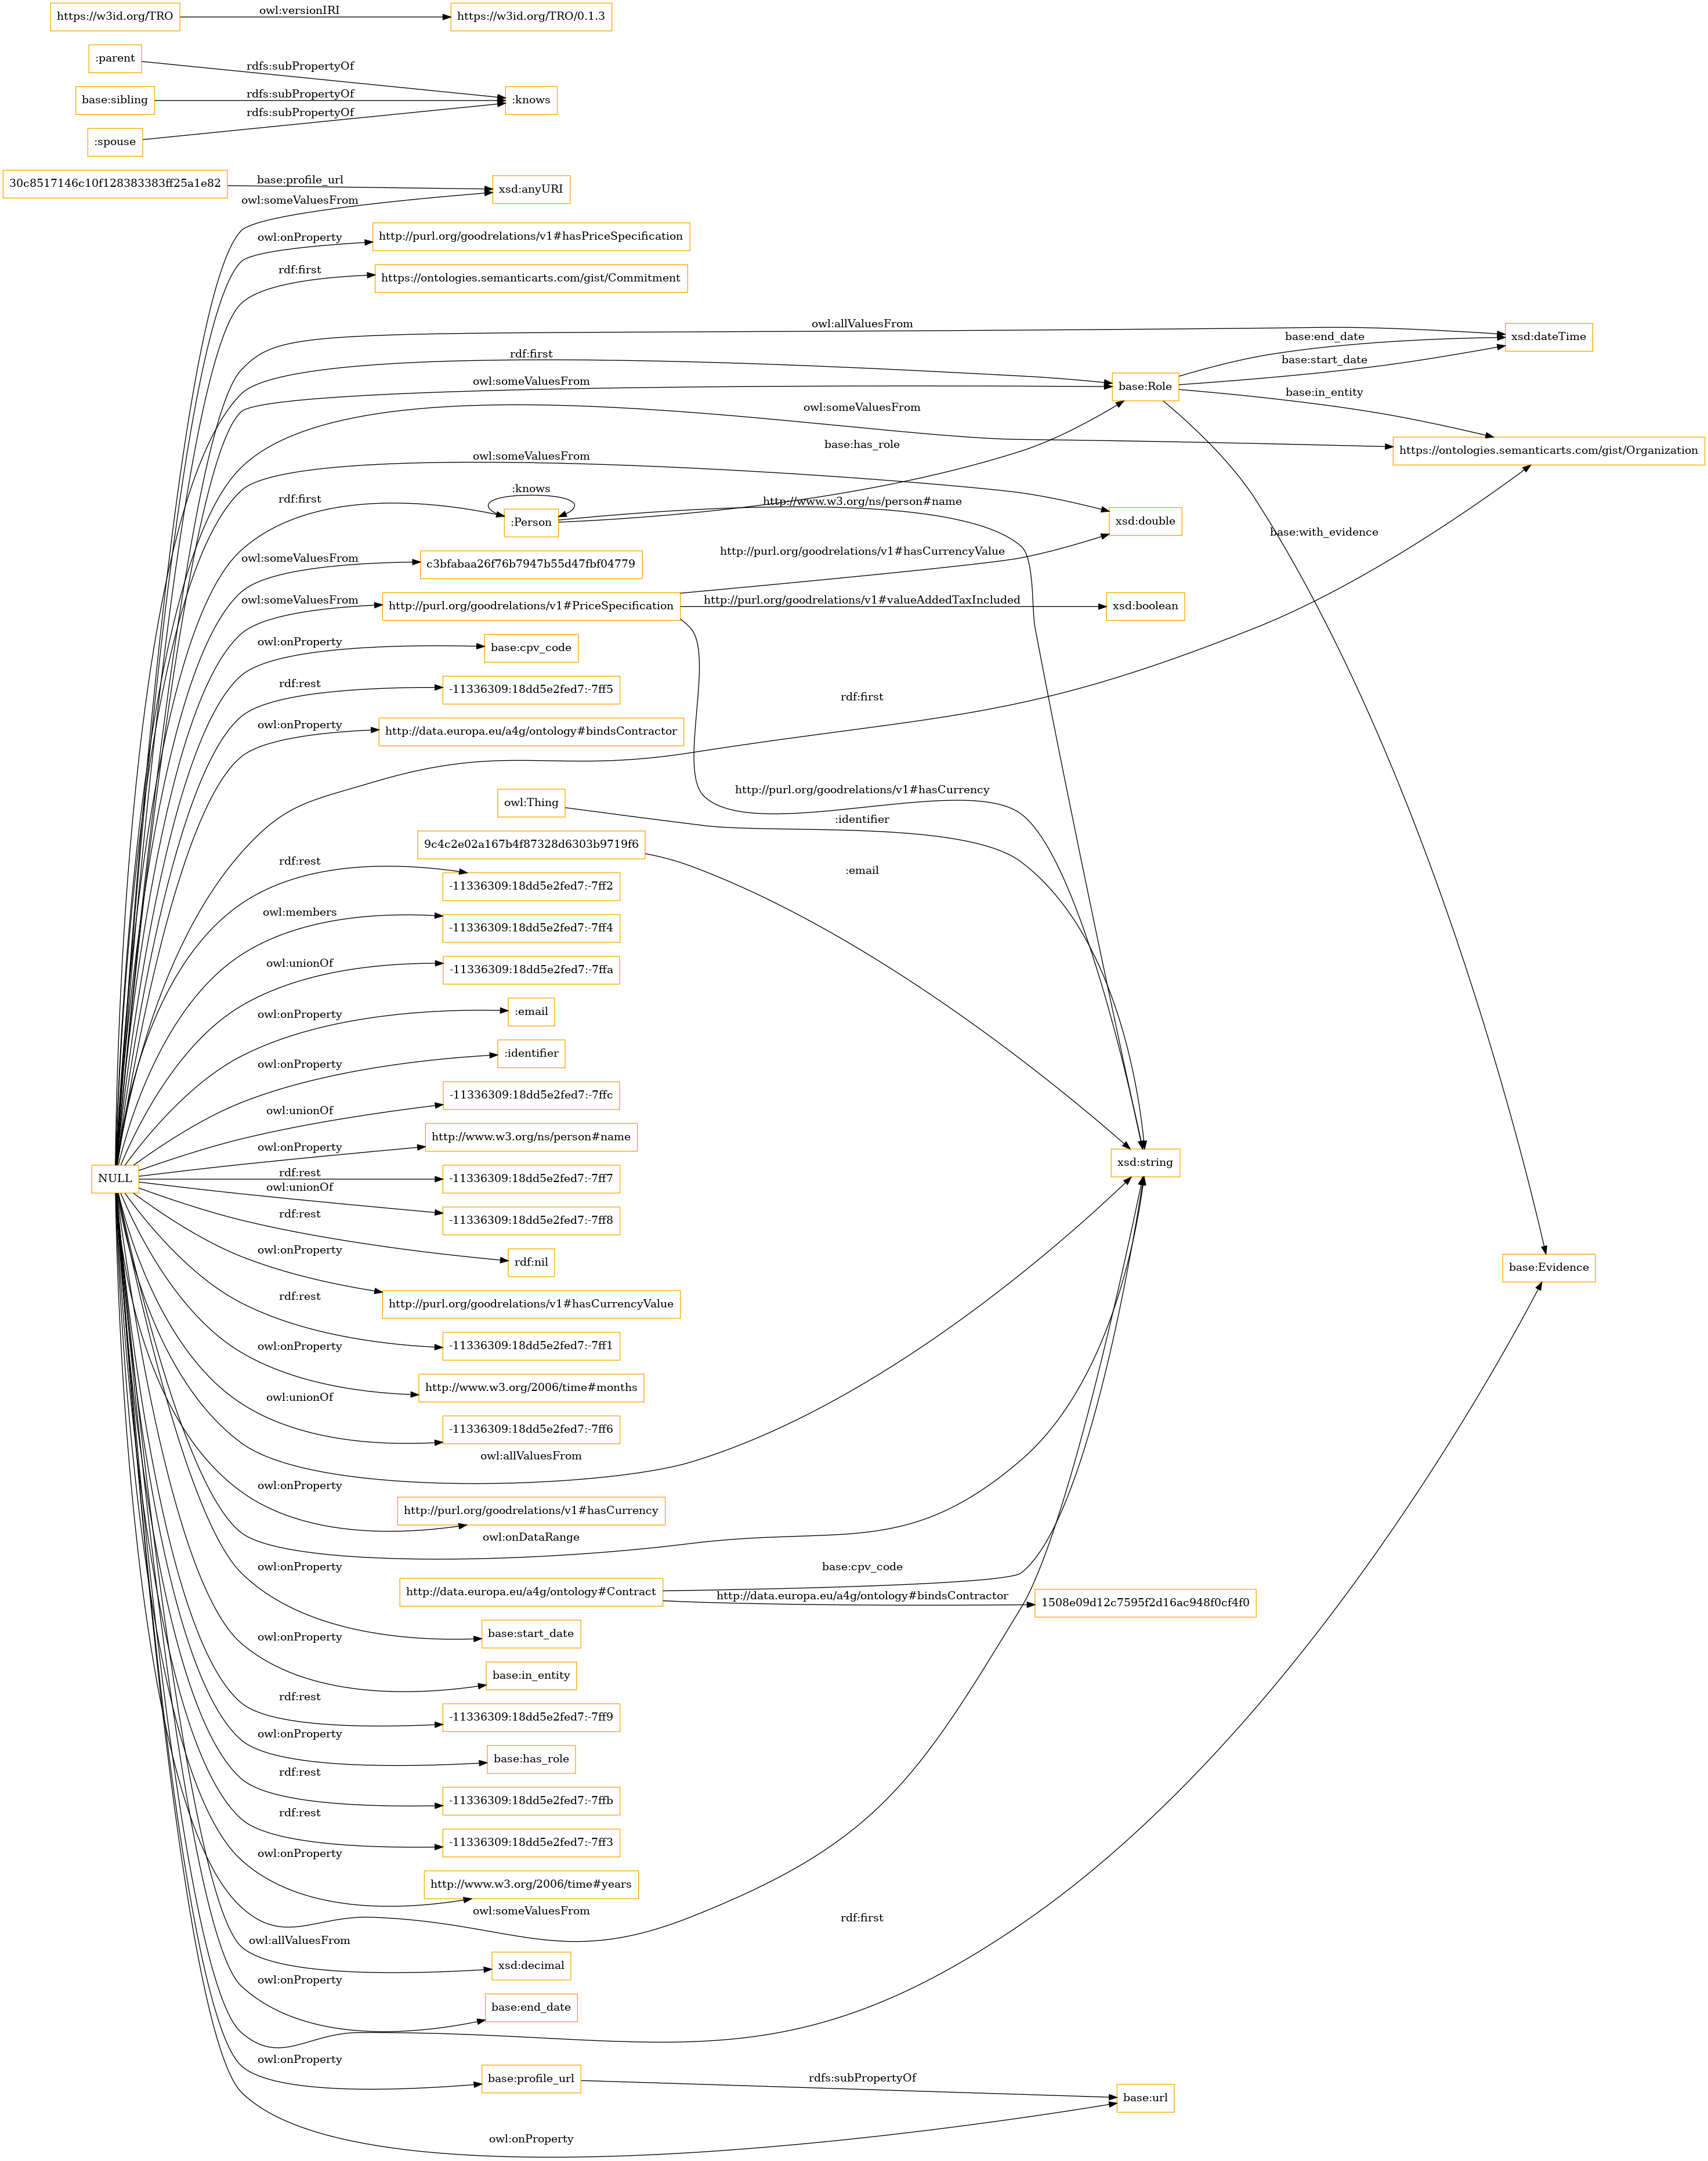 https://w3id.org/TRO
owl:versionIRI
https://w3id.org/TRO/0.1.3
:parent
rdfs:subPropertyOf
base:sibling
rdfs:subPropertyOf
:knows
:spouse
rdfs:subPropertyOf
30c8517146c10f128383383ff25a1e82
base:profile_url
xsd:anyURI
owl:someValuesFrom
owl:onProperty
http://purl.org/goodrelations/v1#hasPriceSpecification
rdf:first
https://ontologies.semanticarts.com/gist/Commitment
owl:allValuesFrom
base:end_date
xsd:dateTime
rdf:first
base:start_date
owl:someValuesFrom
base:Role
base:in_entity
owl:someValuesFrom
base:has_role
https://ontologies.semanticarts.com/gist/Organization
owl:someValuesFrom
:knows
rdf:first
:Person
http://www.w3.org/ns/person#name
xsd:double
base:with_evidence
owl:someValuesFrom
c3bfabaa26f76b7947b55d47fbf04779
http://purl.org/goodrelations/v1#hasCurrencyValue
owl:someValuesFrom
http://purl.org/goodrelations/v1#PriceSpecification
http://purl.org/goodrelations/v1#valueAddedTaxIncluded
xsd:boolean
owl:onProperty
base:cpv_code
rdf:rest
-11336309:18dd5e2fed7:-7ff5
rdf:first
owl:onProperty
http://data.europa.eu/a4g/ontology#bindsContractor
http://purl.org/goodrelations/v1#hasCurrency
owl:Thing
:identifier
9c4c2e02a167b4f87328d6303b9719f6
:email
rdf:rest
-11336309:18dd5e2fed7:-7ff2
owl:members
-11336309:18dd5e2fed7:-7ff4
owl:unionOf
-11336309:18dd5e2fed7:-7ffa
owl:onProperty
:email
owl:onProperty
:identifier
owl:unionOf
-11336309:18dd5e2fed7:-7ffc
owl:onProperty
http://www.w3.org/ns/person#name
xsd:string
NULL
rdf:rest
-11336309:18dd5e2fed7:-7ff7
owl:unionOf
-11336309:18dd5e2fed7:-7ff8
rdf:rest
rdf:nil
base:Evidence
owl:onProperty
http://purl.org/goodrelations/v1#hasCurrencyValue
rdf:rest
-11336309:18dd5e2fed7:-7ff1
owl:onProperty
http://www.w3.org/2006/time#months
owl:unionOf
-11336309:18dd5e2fed7:-7ff6
owl:allValuesFrom
owl:onProperty
http://purl.org/goodrelations/v1#hasCurrency
owl:onDataRange
owl:onProperty
http://data.europa.eu/a4g/ontology#Contract
base:cpv_code
http://data.europa.eu/a4g/ontology#bindsContractor
1508e09d12c7595f2d16ac948f0cf4f0
base:start_date
owl:onProperty
base:in_entity
rdf:rest
-11336309:18dd5e2fed7:-7ff9
owl:onProperty
base:has_role
rdf:rest
-11336309:18dd5e2fed7:-7ffb
rdf:rest
-11336309:18dd5e2fed7:-7ff3
owl:onProperty
http://www.w3.org/2006/time#years
owl:someValuesFrom
rdf:first
owl:allValuesFrom
xsd:decimal
owl:onProperty
base:end_date
owl:onProperty
base:profile_url
rdfs:subPropertyOf
base:url
owl:onProperty